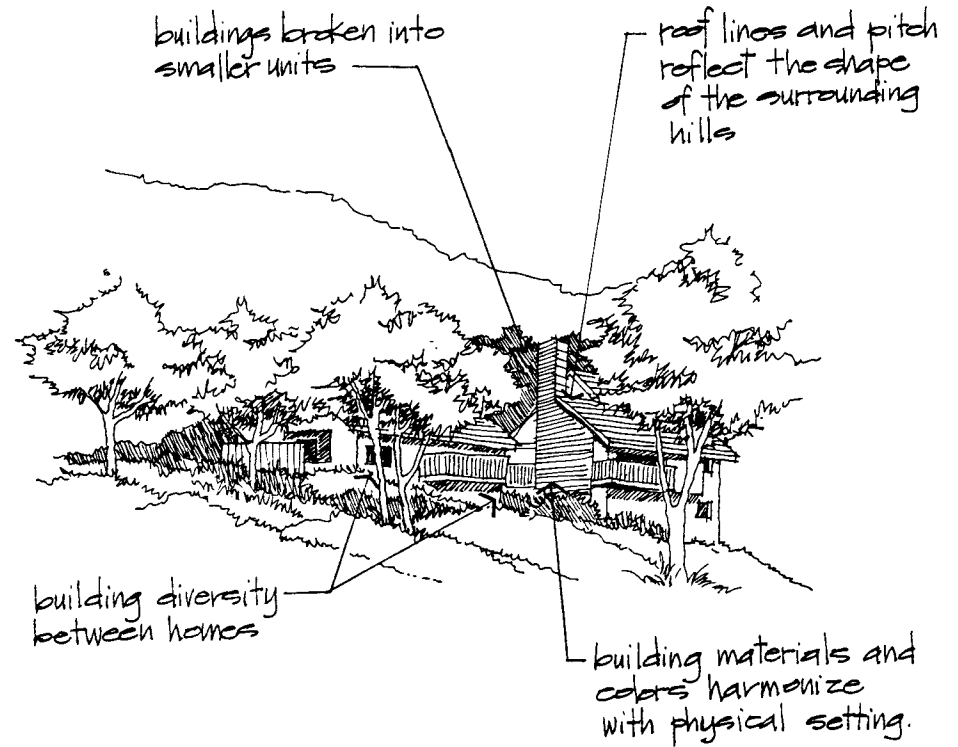 buildings broken into
smaller units
roof lines and pitch
reflect the shape
of the surrounding
hills
building diversity
between homes
building materials and
colors harmonize
with physical setting.